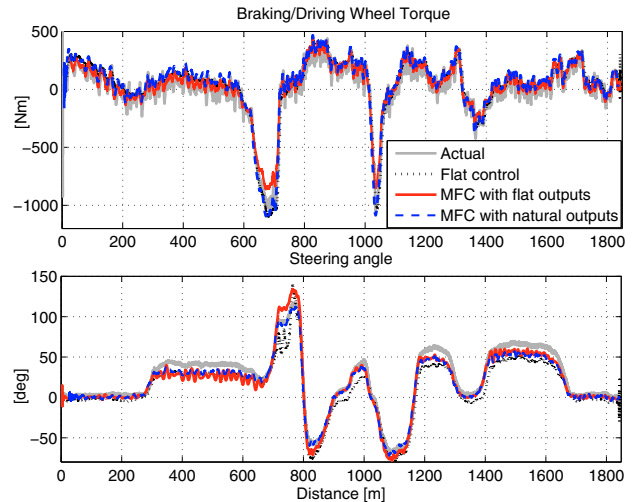 Braking/Driving Wheel Torque
500
0
−500
−1000
[Nm]
Actual
Flat control
MFC with flat outputs
MFC with natural outputs
0 200 400 600 800 1000 1200 1400 1600 1800
Steering angle
150
100
50
0
−50
[deg]
0 200 400 600 800 1000 1200 1400 1600 1800
Distance [m]